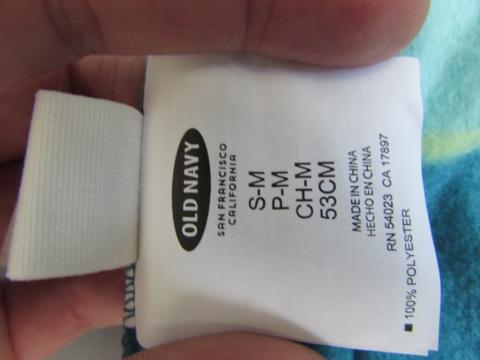 OLD NAVY
SAN FRANCISCO
CALIFORNIA
S-M
P-M
CH-M
53CM
MADE IN CHINA
HECHO EN CHINA
RN 54023 CA 17897
■ 100% POLYESTER